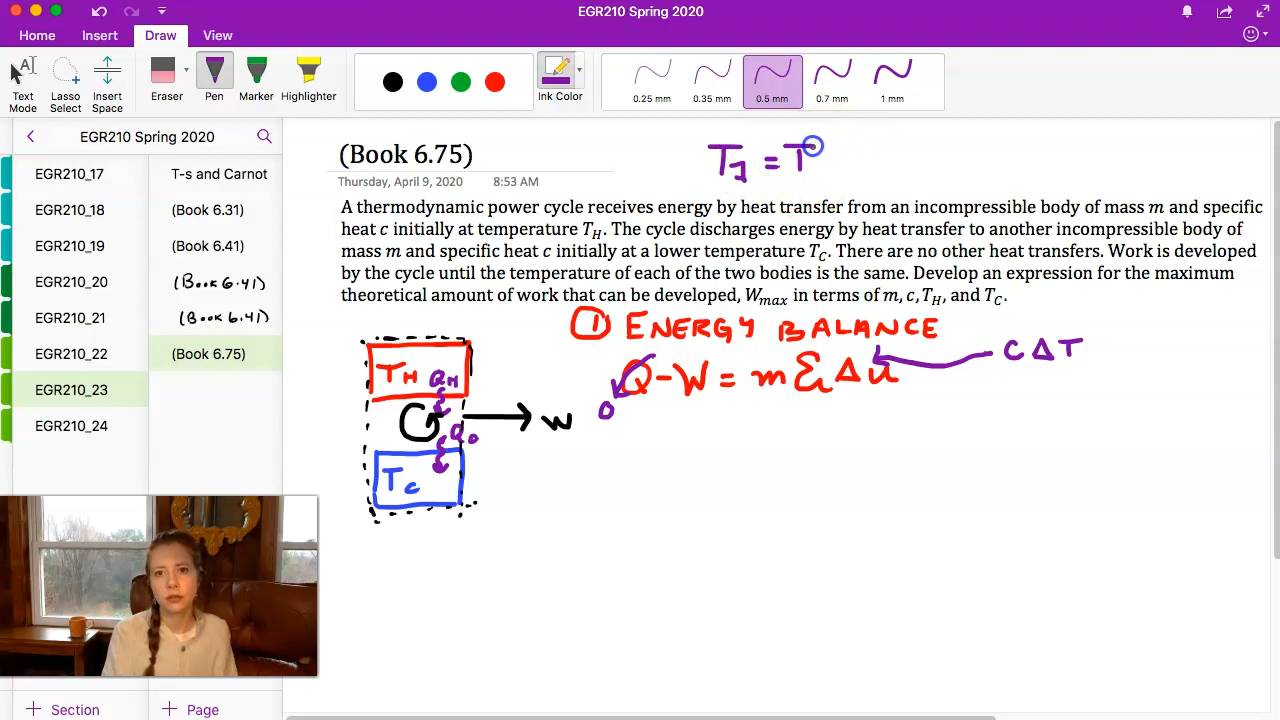 EGR210 Spring 2020
Home Insert Draw View
Text Mode
Lasso Select
Insert Space
Eraser
Pen
Marker
Highlighter
Ink Color
0.25 mm
0.35 mm
0.5 mm
0.7 mm
1 mm
EGR210 Spring 2020
EGR210_17
EGR210_18
EGR210_19
EGR210_20
EGR210_21
EGR210_22
EGR210_23
EGR210_24
T-s and Carnot
(Book 6.31)
(Book 6.41)
(Book 6.41)
(Book 6.41)
(Book 6.75)
+ Section
+ Page
(Book 6.75)
Thursday, April 9, 2020 8:53 AM
T = T
A thermodynamic power cycle receives energy by heat transfer from an incompressible body of mass m and specific
heat c initially at temperature T_H. The cycle discharges energy by heat transfer to another incompressible body of
mass m and specific heat c initially at a lower temperature T_C. There are no other heat transfers. Work is developed
by the cycle until the temperature of each of the two bodies is the same. Develop an expression for the maximum
theoretical amount of work that can be developed, W_max in terms of m, c, T_H, and T_C.
① ENERGY BALANCE
Q - W = m Σ Δu
C Δ T
0
T_H
Q_H
W
T_C